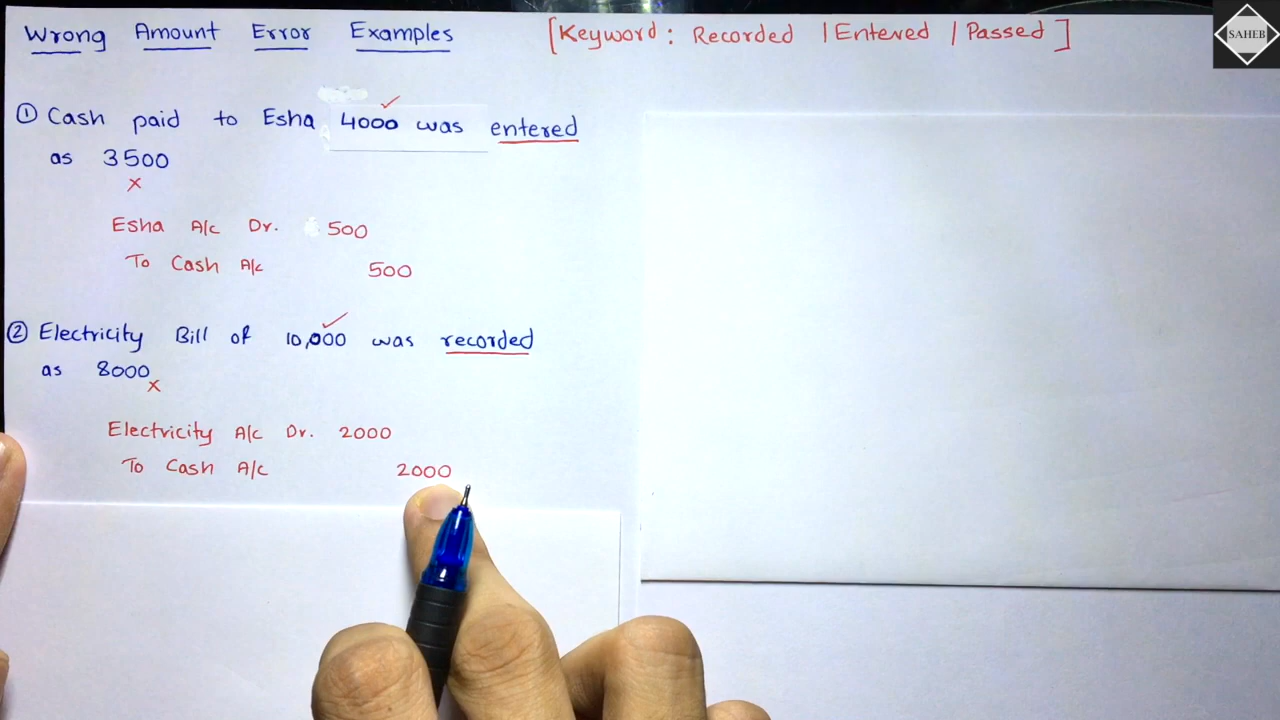 Wrong Amount Error Examples [Keyword: Recorded | Entered | Passed]
SAHEB
① Cash paid to Esha 4000 was entered
as 3500
Esha A/c Dr. 500
To Cash A/c 500
② Electricity Bill of 10,000 was recorded
as 8000
Electricity A/c Dr. 2000
To Cash A/c 2000